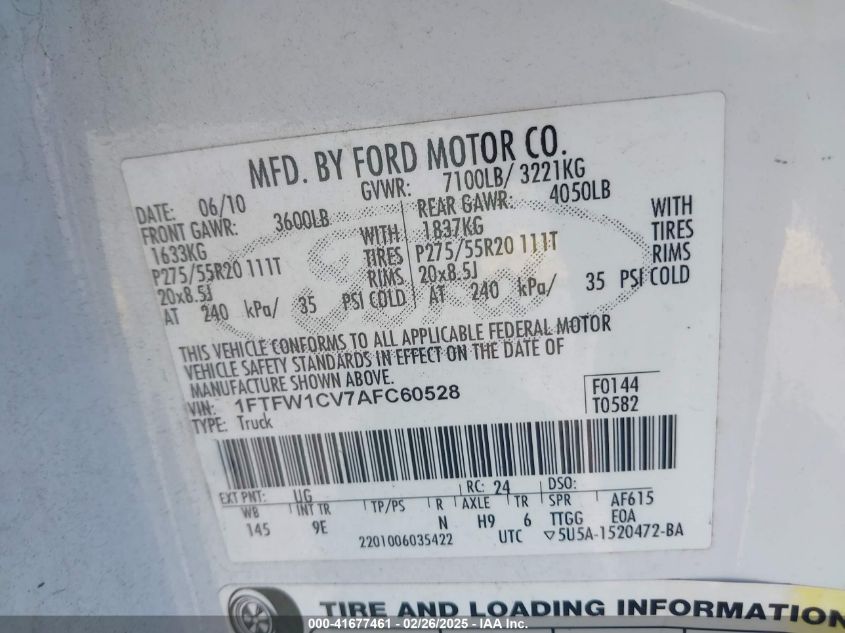 MFD. BY FORD MOTOR CO.
DATE: 06/10 GVWR: 7100LB/ 3221KG
FRONT GAWR: 3600LB REAR GAWR: 4050LB
1633KG WITH 1837KG WITH
P275/55R20 111T TIRES P275/55R20 111T TIRES
20x8.5J RIMS 20x8.5J RIMS
AT 240 kPa/ 35 PSI COLD AT 240 kPa/ 35 PSI COLD
THIS VEHICLE CONFORMS TO ALL APPLICABLE FEDERAL MOTOR
VEHICLE SAFETY STANDARDS IN EFFECT ON THE DATE OF
MANUFACTURE SHOWN ABOVE.
VIN: 1FTFW1CV7AFC60528 F0144
TYPE: Truck T0582
EXT PNT: UG RC: 24 DSO:
WB INT TR TP/PS R AXLE TR SPR AF615
145 9E N H9 6 TTGG E0A
2201006035422 UTC ▽5U5A-1520472-BA
TIRE AND LOADING INFORMATION
000-41677461 - 02/26/2025 - IAA Inc.